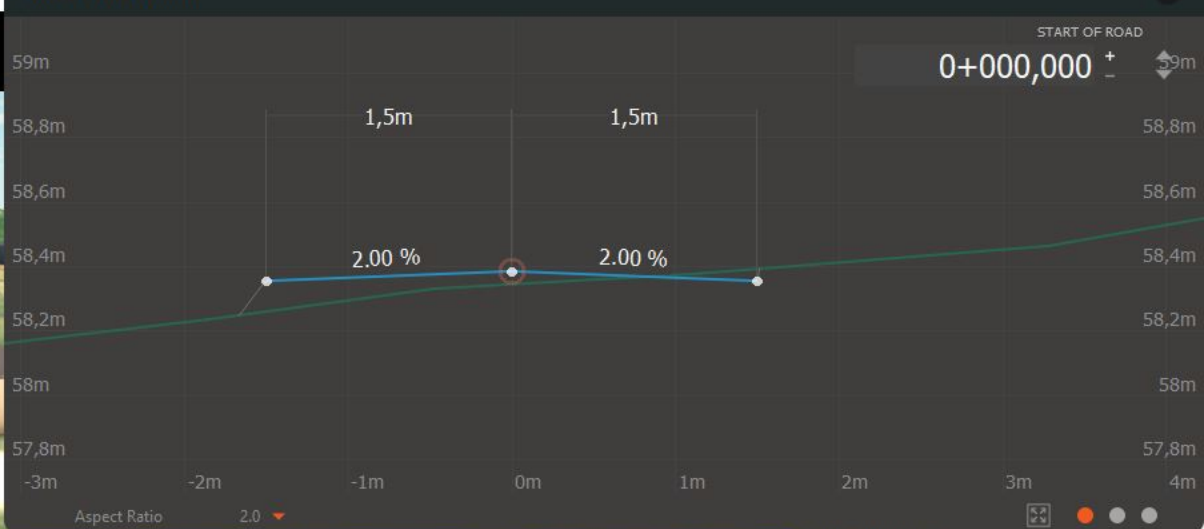 START OF ROAD
0+000,000 + −
59m 59m
1,5m 1,5m
58,8m 58,8m
58,6m 58,6m
58,4m 2.00 % 2.00 % 58,4m
58,2m 58,2m
58m 58m
57,8m 57,8m
-3m -2m -1m 0m 1m 2m 3m 4m
Aspect Ratio 2.0